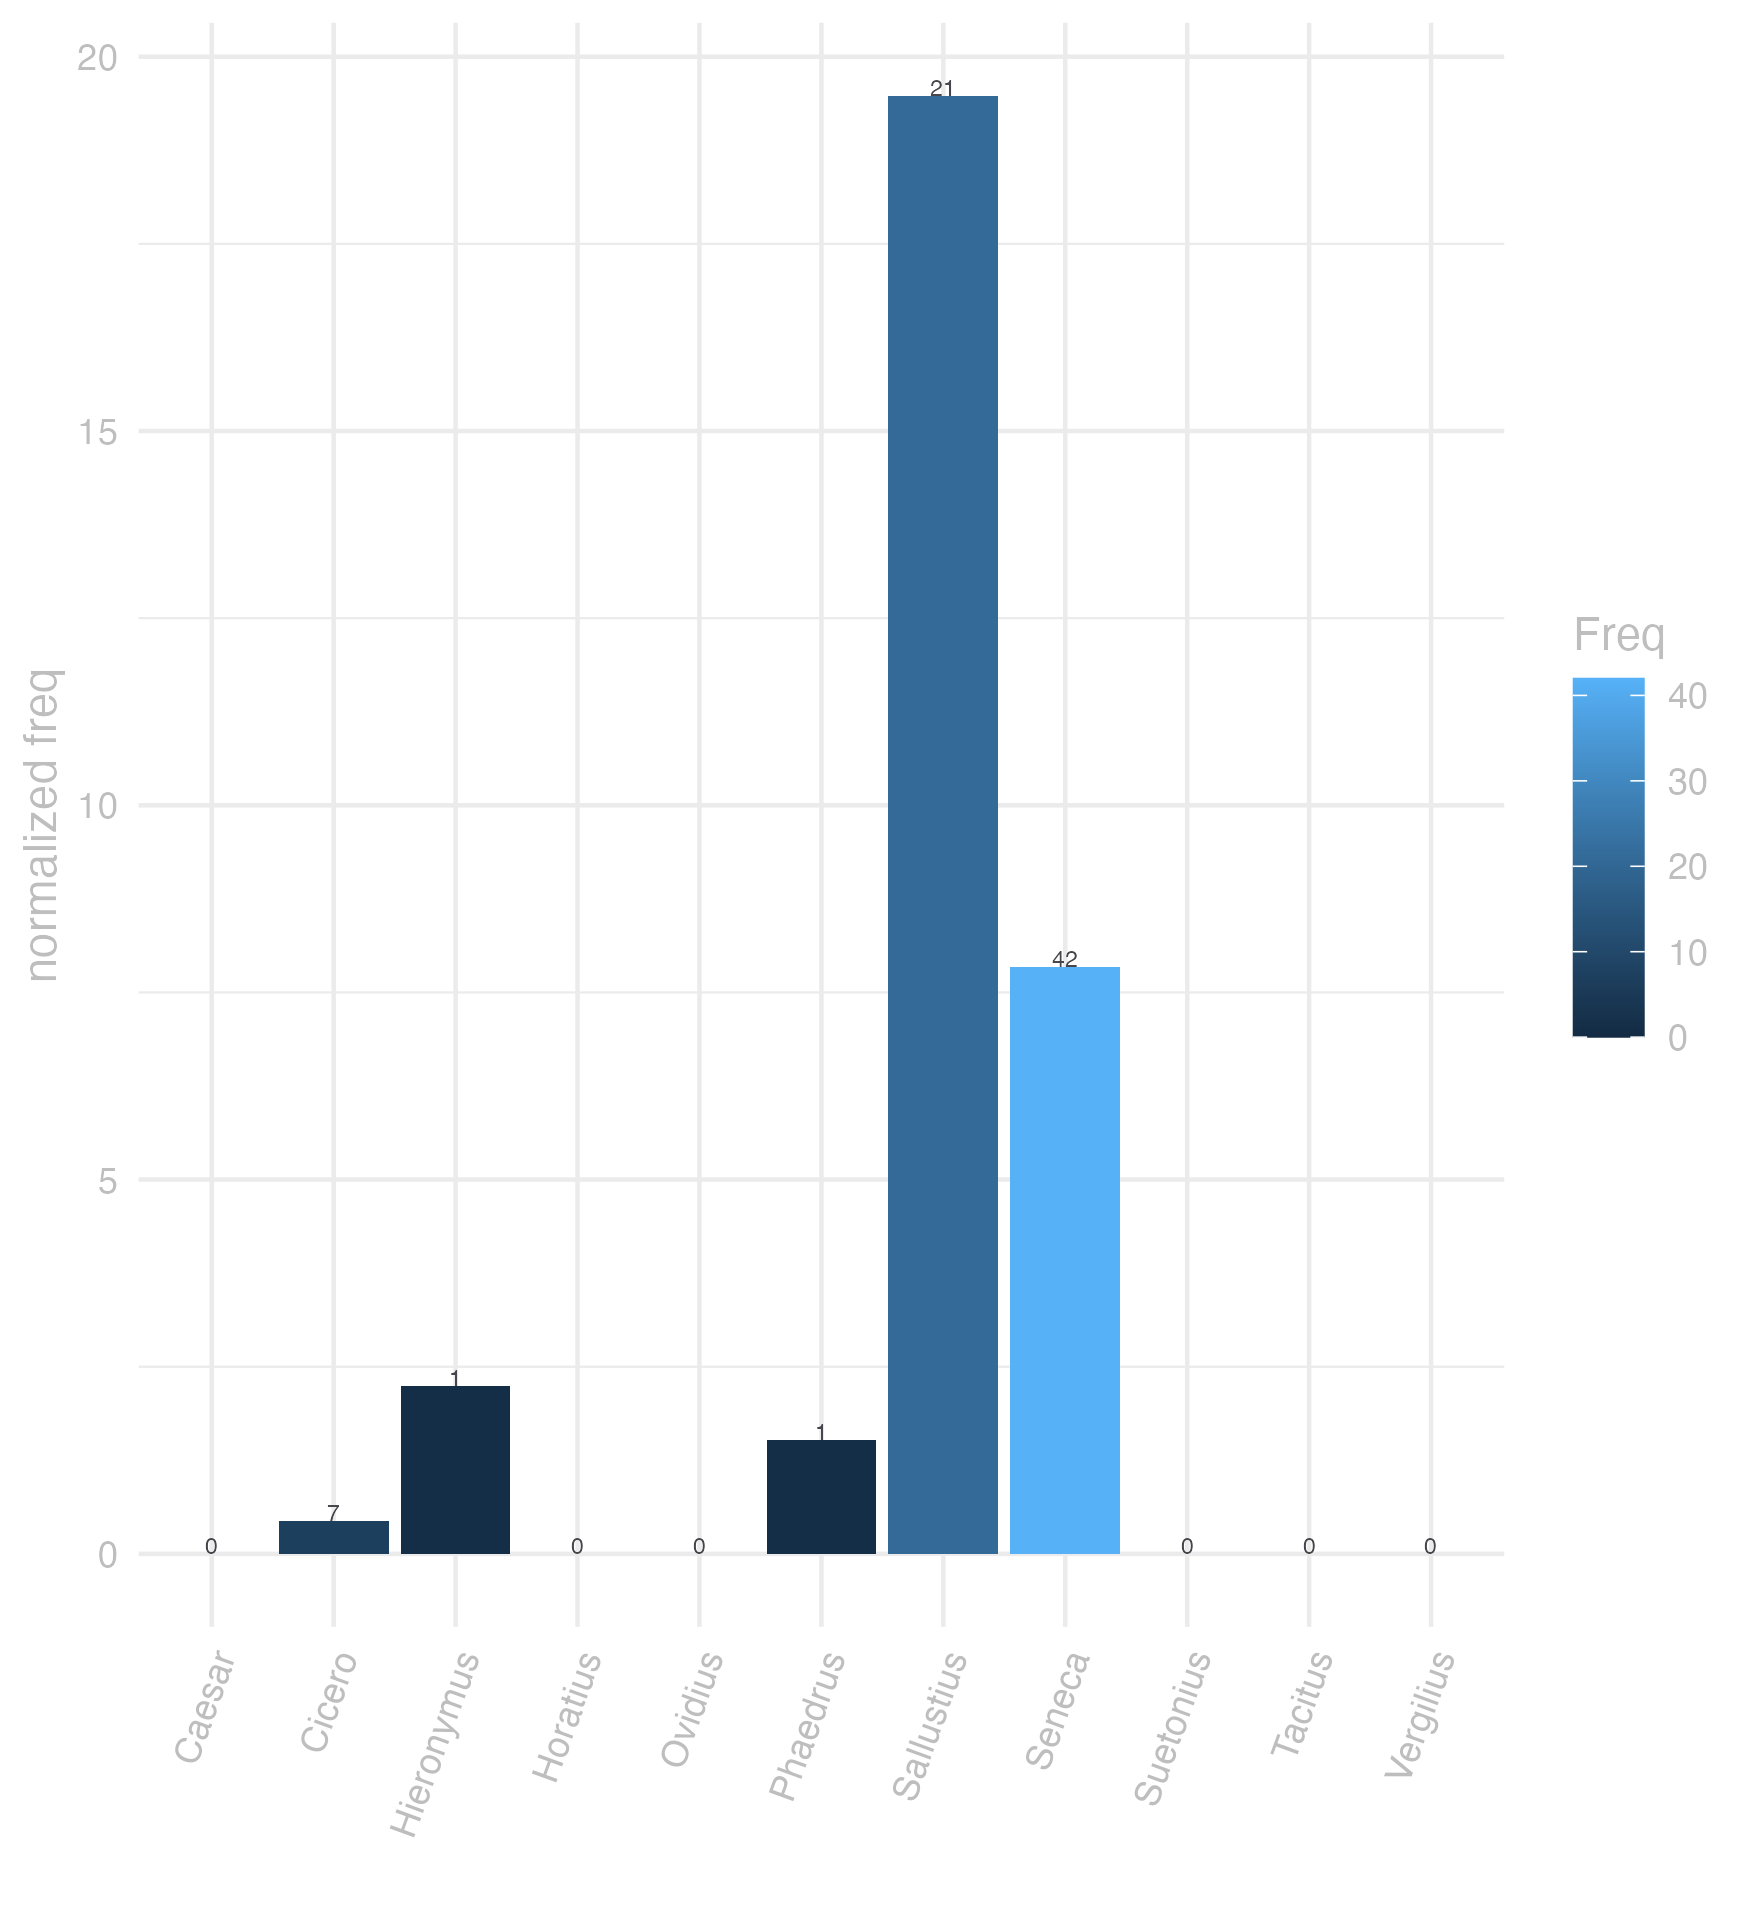 normalized freq
20
15
10
5
0
0
7
1
0
0
1
21
42
0
0
0
Caesar
Cicero
Hieronymus
Horatius
Ovidius
Phaedrus
Sallustius
Seneca
Suetonius
Tacitus
Vergilius
Freq
40
30
20
10
0